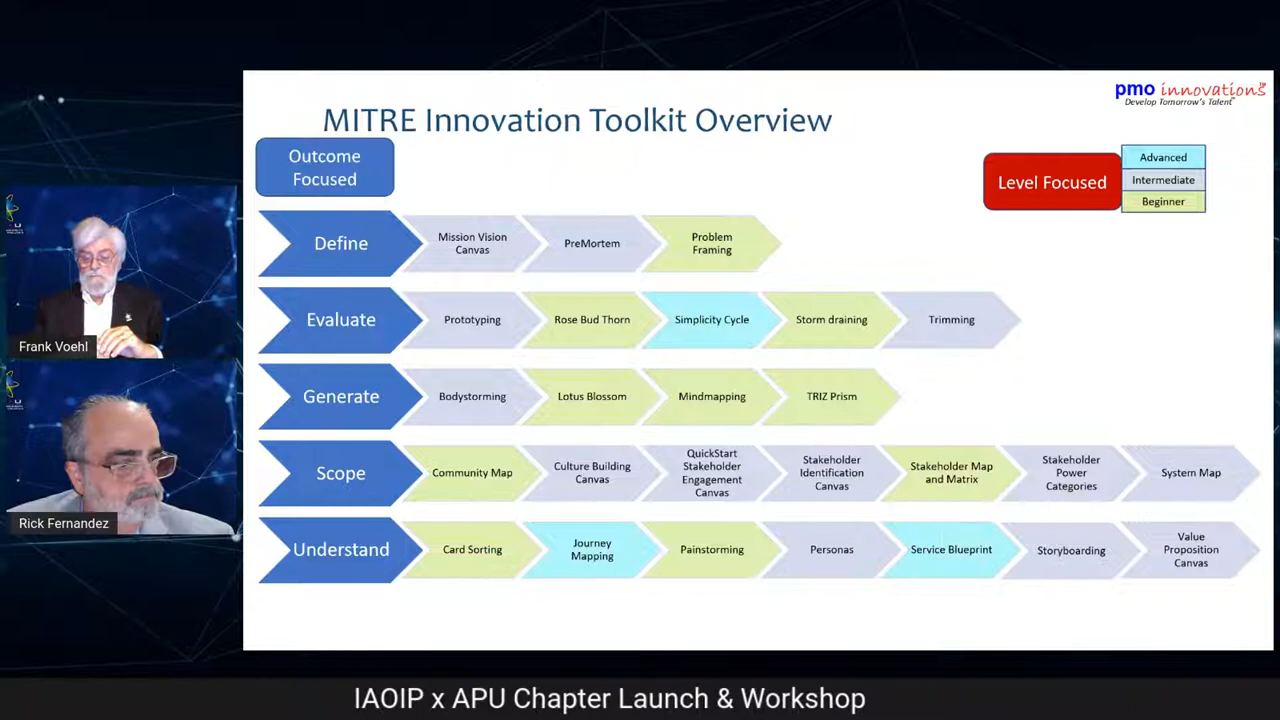 pmo innovations
Develop Tomorrow's Talent
MITRE Innovation Toolkit Overview
Outcome
Focused
Level Focused
Advanced
Intermediate
Beginner
Define
Mission Vision
Canvas
PreMortem
Problem
Framing
Evaluate
Prototyping
Rose Bud Thorn
Simplicity Cycle
Storm draining
Trimming
Generate
Bodystorming
Lotus Blossom
Mindmapping
TRIZ Prism
Scope
Community Map
Culture Building
Canvas
QuickStart
Stakeholder
Engagement
Canvas
Stakeholder
Identification
Canvas
Stakeholder Map
and Matrix
Stakeholder
Power
Categories
System Map
Understand
Card Sorting
Journey
Mapping
Painstorming
Personas
Service Blueprint
Storyboarding
Value
Proposition
Canvas
Frank Voehl
Rick Fernandez
IAOIP x APU Chapter Launch & Workshop